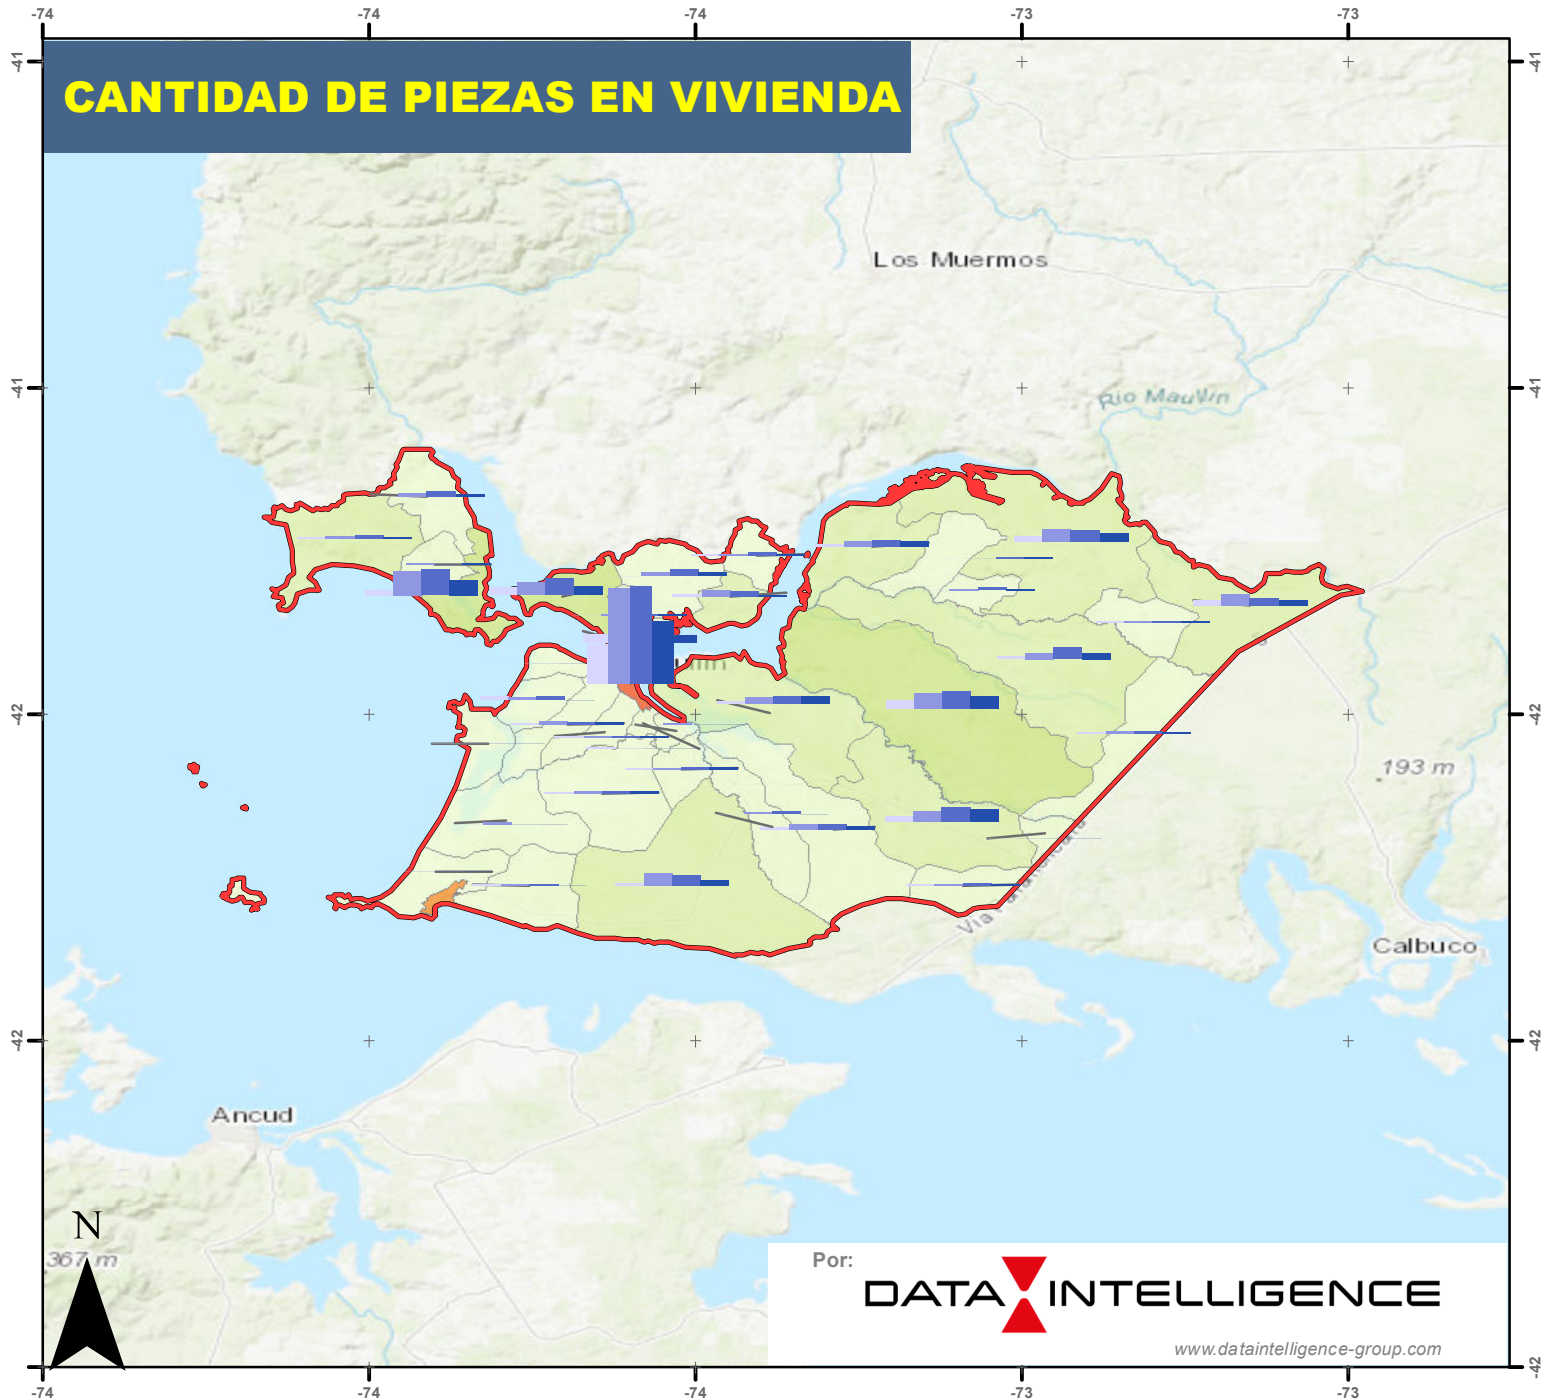 -74 -74 -74 -73 -73
CANTIDAD DE PIEZAS EN VIVIENDA
-41 -41
Los Muermos
-41 -41
Rio Maullin
-42 -42
193 m
Via
Calbuco
-42 -42
Ancud
N
367 m
Por:
DATA INTELLIGENCE
www.dataintelligence-group.com
-42
-74 -74 -74 -73 -73